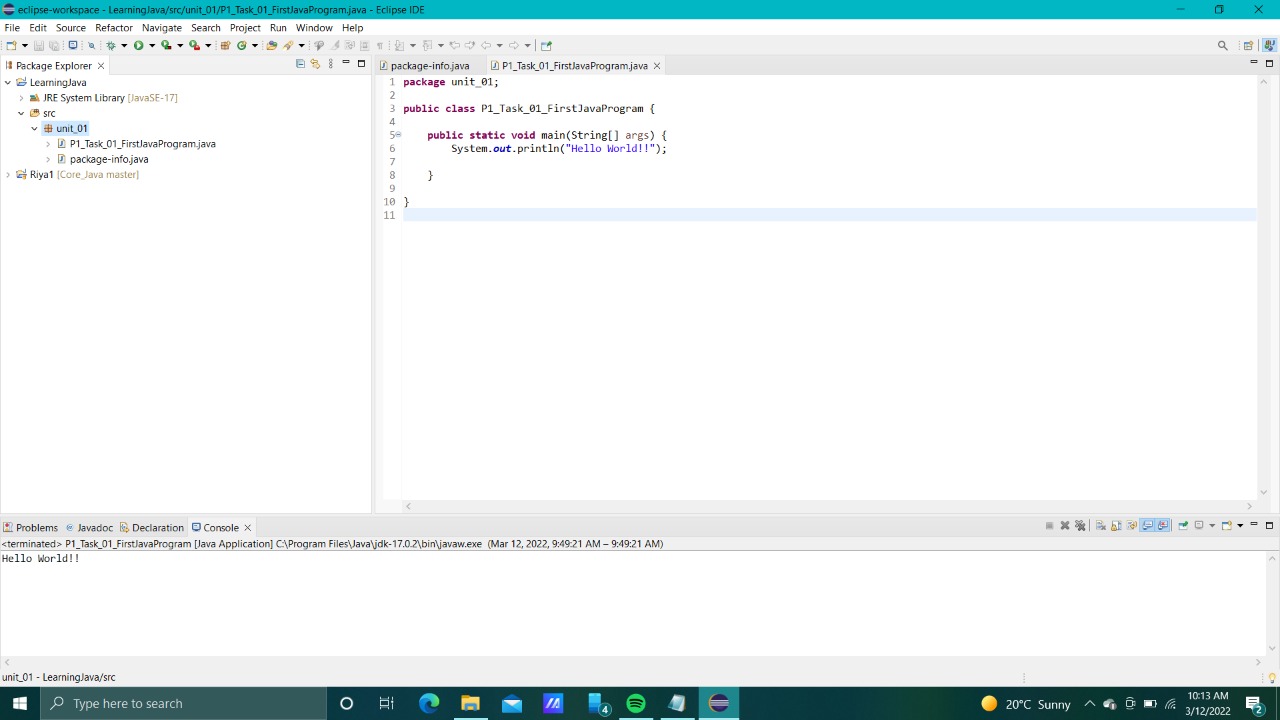 eclipse-workspace - LearningJava/src/unit_01/P1_Task_01_FirstJavaProgram.java - Eclipse IDE
File Edit Source Refactor Navigate Search Project Run Window Help
Package Explorer
LearningJava
JRE System Library [JavaSE-17]
src
unit_01
P1_Task_01_FirstJavaProgram.java
package-info.java
Riya1 [Core_Java master]
package-info.java P1_Task_01_FirstJavaProgram.java
1 package unit_01;
2
3 public class P1_Task_01_FirstJavaProgram {
4
5 public static void main(String[] args) {
6 System.out.println("Hello World!!");
7
8 }
9
10 }
11
Problems Javadoc Declaration Console
<terminated> P1_Task_01_FirstJavaProgram [Java Application] C:\Program Files\Java\jdk-17.0.2\bin\javaw.exe (Mar 12, 2022, 9:49:21 AM – 9:49:21 AM)
Hello World!!
unit_01 - LearningJava/src
Type here to search
4
20°C Sunny
10:13 AM
3/12/2022
2